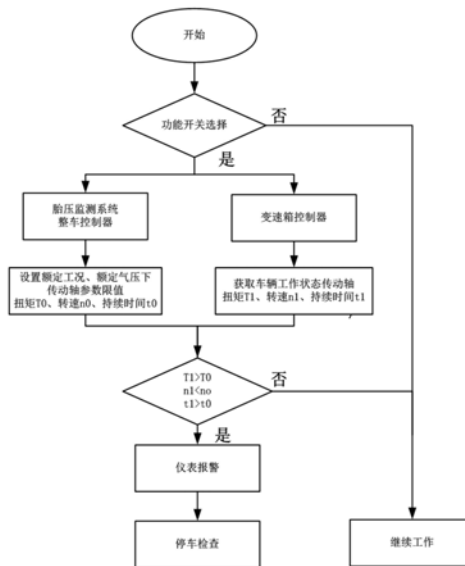 开始
功能开关选择
否
是
胎压监测系统
整车控制器
变速箱控制器
设置额定工况、额定气压下
传动轴参数限值
扭矩T0、转速n0、持续时间t0
获取车辆工作状态传动轴
扭矩T1、转速n1、持续时间t1
T1>T0
n1<no
t1>t0
否
是
仪表报警
停车检查
继续工作